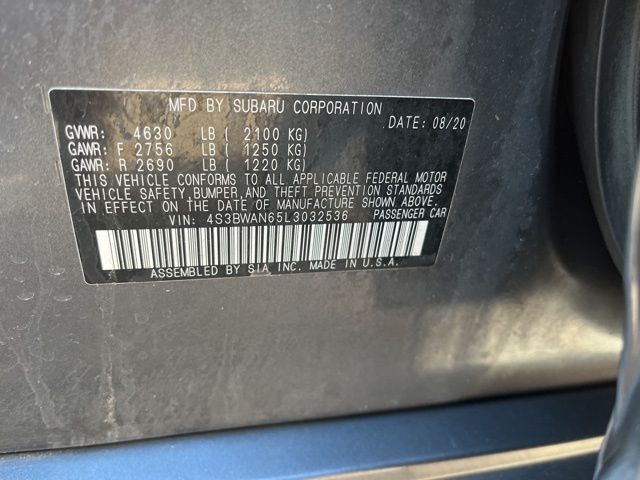 MFD BY SUBARU CORPORATION
DATE: 08/20
GVWR: 4630 LB ( 2100 KG)
GAWR: F 2756 LB ( 1250 KG)
GAWR: R 2690 LB ( 1220 KG)
THIS VEHICLE CONFORMS TO ALL APPLICABLE FEDERAL MOTOR
VEHICLE SAFETY, BUMPER, AND THEFT PREVENTION STANDARDS
IN EFFECT ON THE DATE OF MANUFACTURE SHOWN ABOVE.
VIN: 4S3BWAN65L3032536 PASSENGER CAR
ASSEMBLED BY SIA INC. MADE IN U.S.A.